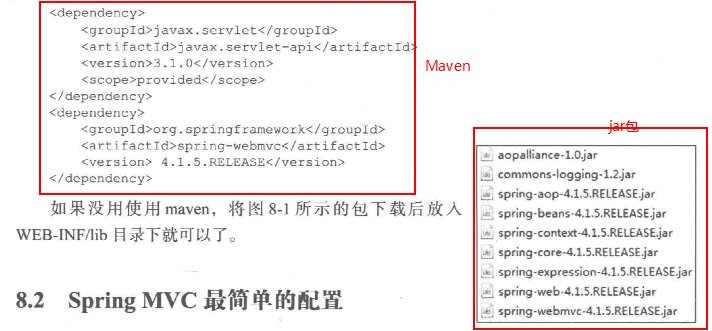 <dependency>
<groupId>javax.servlet</groupId>
<artifactId>javax.servlet-api</artifactId>
<version>3.1.0</version>
<scope>provided</scope>
</dependency>
<dependency>
<groupId>org.springframework</groupId>
<artifactId>spring-webmvc</artifactId>
<version> 4.1.5.RELEASE</version>
</dependency>
Maven
如果没用使用 maven，将图 8-1 所示的包下载后放入
WEB-INF/lib 目录下就可以了。
8.2 Spring MVC 最简单的配置
jar包
aopalliance-1.0.jar
commons-logging-1.2.jar
spring-aop-4.1.5.RELEASE.jar
spring-beans-4.1.5.RELEASE.jar
spring-context-4.1.5.RELEASE.jar
spring-core-4.1.5.RELEASE.jar
spring-expression-4.1.5.RELEASE.jar
spring-web-4.1.5.RELEASE.jar
spring-webmvc-4.1.5.RELEASE.jar